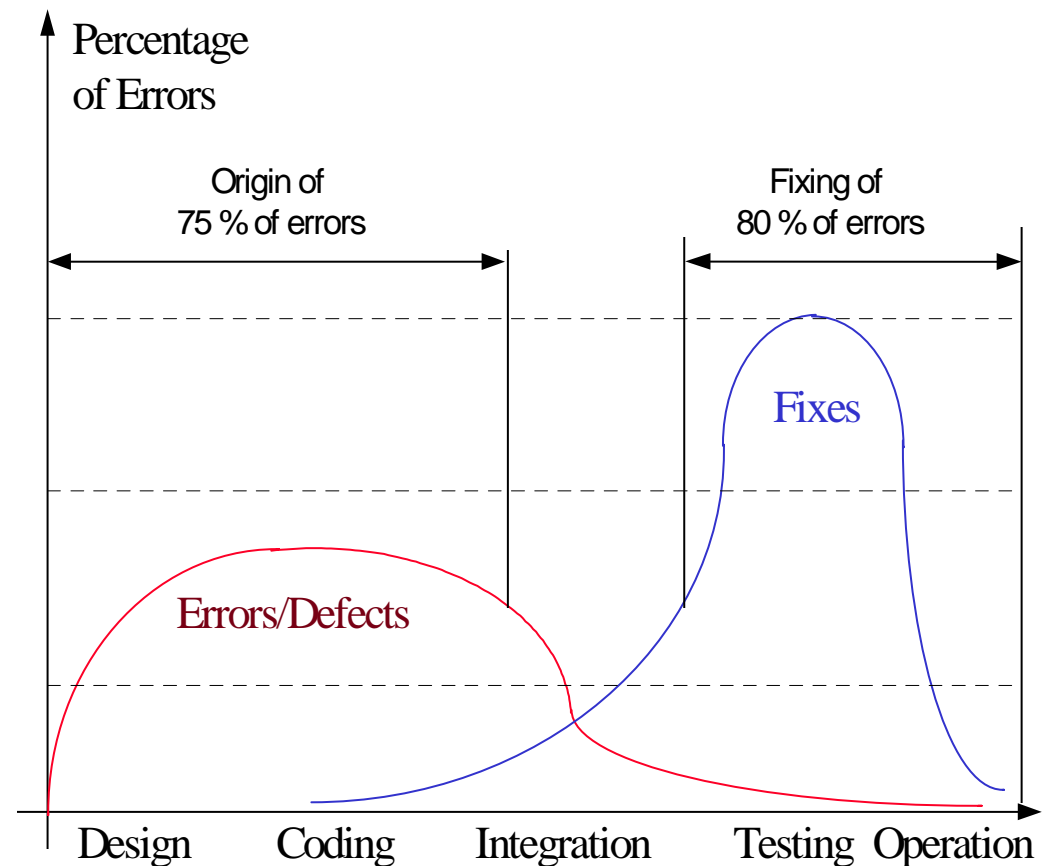 Percentage
of Errors
Origin of
75 % of errors
Fixing of
80 % of errors
Fixes
Errors/Defects
Design Coding Integration Testing Operation